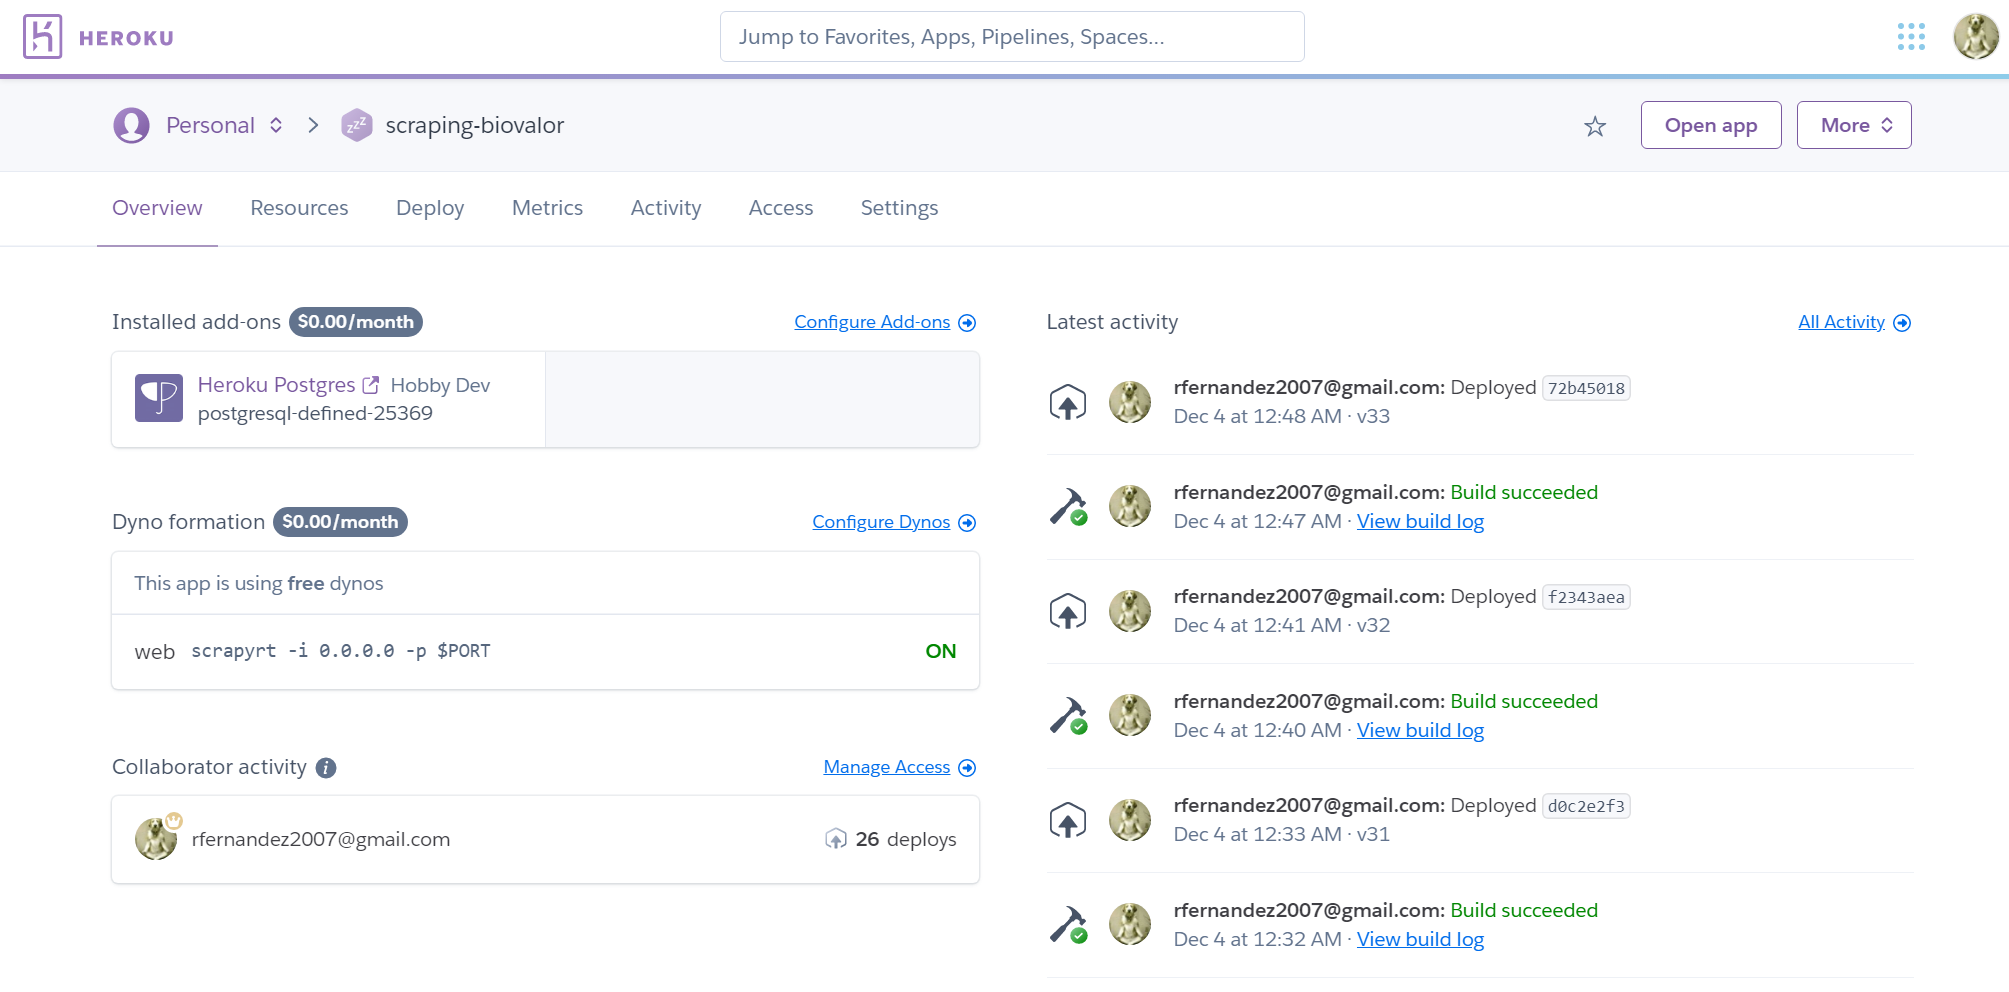 HEROKU
Jump to Favorites, Apps, Pipelines, Spaces...
Personal
zzz
scraping-biovalor
Open app
More
Overview
Resources
Deploy
Metrics
Activity
Access
Settings
Installed add-ons $0.00/month
Configure Add-ons
Heroku Postgres Hobby Dev
postgresql-defined-25369
Dyno formation $0.00/month
Configure Dynos
This app is using free dynos
web scrapyrt -i 0.0.0.0 -p $PORT ON
Collaborator activity i
Manage Access
rfernandez2007@gmail.com 26 deploys
Latest activity
All Activity
rfernandez2007@gmail.com: Deployed 72b45018
Dec 4 at 12:48 AM · v33
rfernandez2007@gmail.com: Build succeeded
Dec 4 at 12:47 AM · View build log
rfernandez2007@gmail.com: Deployed f2343aea
Dec 4 at 12:41 AM · v32
rfernandez2007@gmail.com: Build succeeded
Dec 4 at 12:40 AM · View build log
rfernandez2007@gmail.com: Deployed d0c2e2f3
Dec 4 at 12:33 AM · v31
rfernandez2007@gmail.com: Build succeeded
Dec 4 at 12:32 AM · View build log